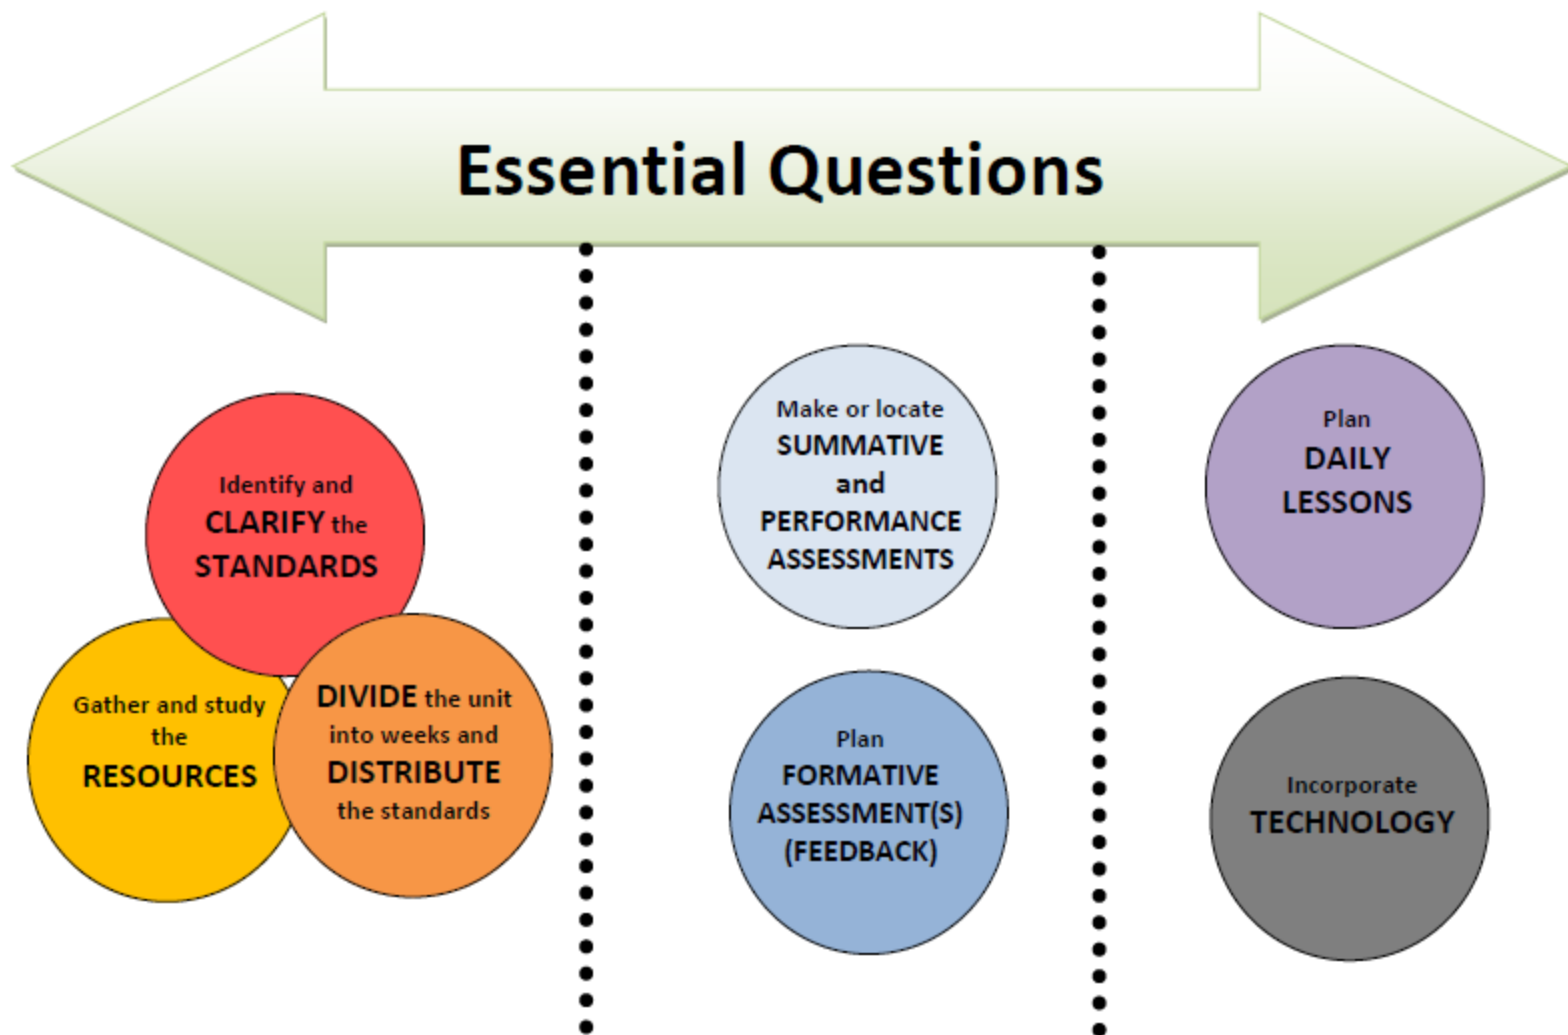 Essential Questions
Identify and
CLARIFY the
STANDARDS
Gather and study
the
RESOURCES
DIVIDE the unit
into weeks and
DISTRIBUTE
the standards
Make or locate
SUMMATIVE
and
PERFORMANCE
ASSESSMENTS
Plan
FORMATIVE
ASSESSMENT(S)
(FEEDBACK)
Plan
DAILY
LESSONS
Incorporate
TECHNOLOGY